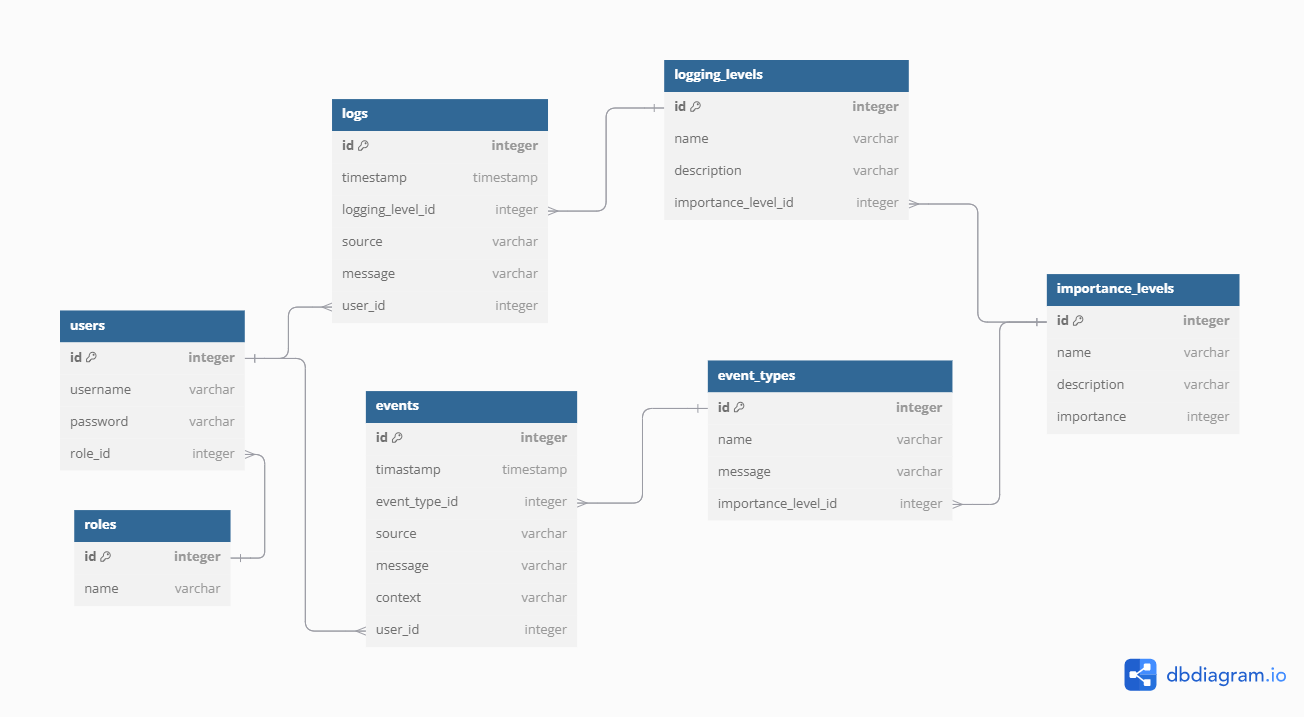 logging_levels
id integer
name varchar
description varchar
importance_level_id integer
logs
id integer
timestamp timestamp
logging_level_id integer
source varchar
message varchar
user_id integer
importance_levels
id integer
name varchar
description varchar
importance integer
users
id integer
username varchar
password varchar
role_id integer
event_types
id integer
name varchar
message varchar
importance_level_id integer
events
id integer
timastamp timestamp
event_type_id integer
source varchar
message varchar
context varchar
user_id integer
roles
id integer
name varchar
dbdiagram.io